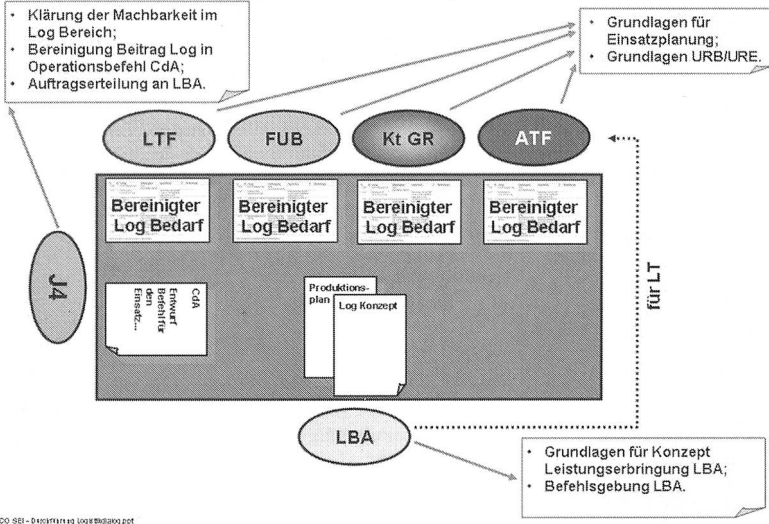 • Klärung der Machbarkeit im
Log Bereich;
• Bereinigung Beitrag Log in
Operationsbefehl CdA;
• Auftragserteilung an LBA.
• Grundlagen für
Einsatzplanung;
• Grundlagen URB/URE.
LTF
FUB
Kt GR
ATF
Bereinigter
Log Bedarf
Bereinigter
Log Bedarf
Bereinigter
Log Bedarf
Bereinigter
Log Bedarf
J4
CdA
Entwurf
Befehl für
den
Einsatz...
Produktions-
plan
Log Konzept
für LT
LBA
• Grundlagen für Konzept
Leistungserbringung LBA;
• Befehlsgebung LBA.
CO SEI - Durchführung